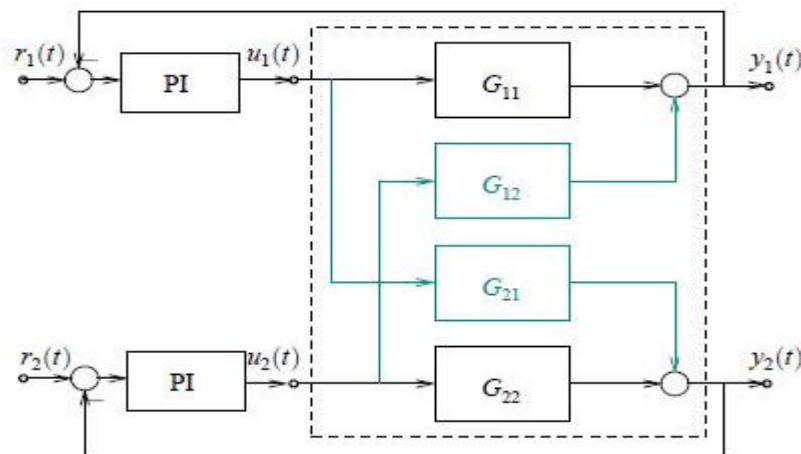 r₁(t) PI u₁(t) G₁₁ y₁(t)
G₁₂
G₂₁
r₂(t) PI u₂(t) G₂₂ y₂(t)